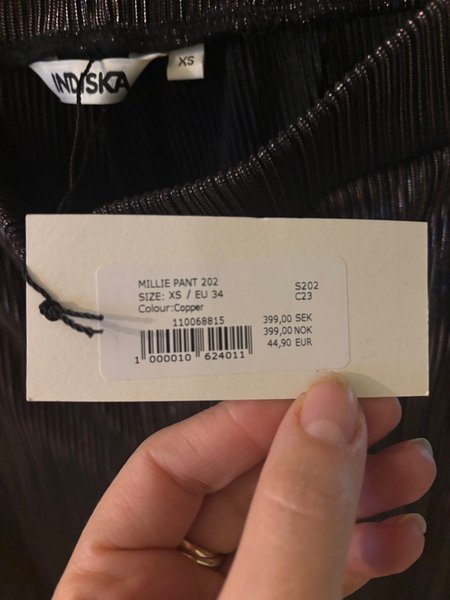 INDISKA
XS
MILLIE PANT 202 S202
SIZE: XS / EU 34 C23
Colour:Copper
110068815 399,00 SEK
399,00 NOK
44,90 EUR
1 000010 624011